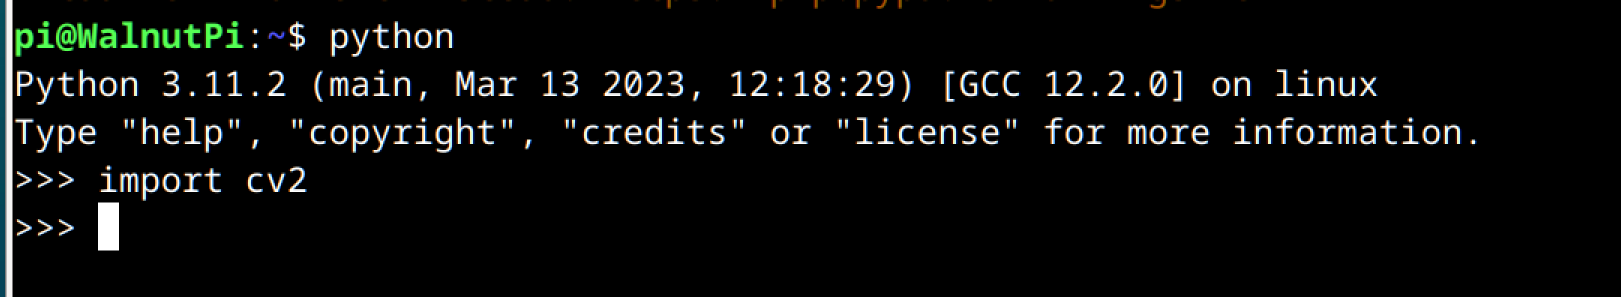 pi@WalnutPi:~$ python
Python 3.11.2 (main, Mar 13 2023, 12:18:29) [GCC 12.2.0] on linux
Type "help", "copyright", "credits" or "license" for more information.
>>> import cv2
>>>